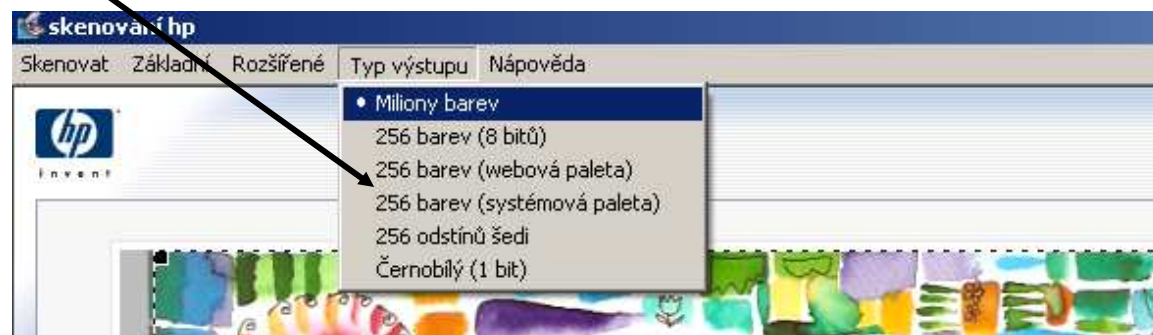 skenování hp
Skenovat Základní Rozšířené Typ výstupu Nápověda
• Miliony barev
256 barev (8 bitů)
256 barev (webová paleta)
256 barev (systémová paleta)
256 odstínů šedi
Černobílý (1 bit)
hp
invent